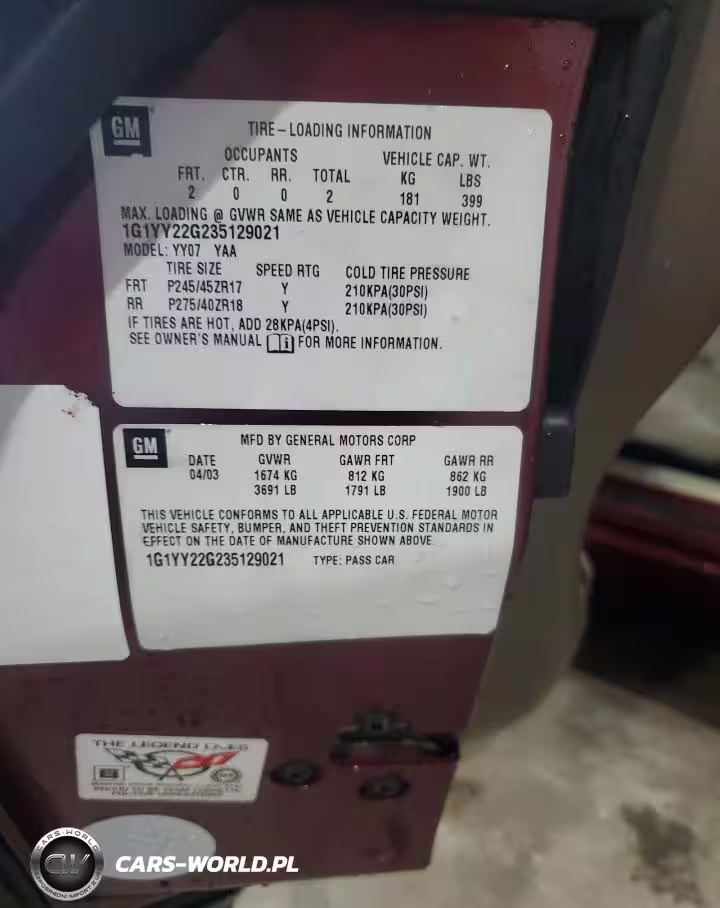 GM
TIRE-LOADING INFORMATION
OCCUPANTS VEHICLE CAP. WT.
FRT. CTR. RR. TOTAL KG LBS
2 0 0 2 181 399
MAX. LOADING @ GVWR SAME AS VEHICLE CAPACITY WEIGHT.
1G1YY22G235129021
MODEL: YY07 YAA
TIRE SIZE SPEED RTG COLD TIRE PRESSURE
FRT P245/45ZR17 Y 210KPA(30PSI)
RR P275/40ZR18 Y 210KPA(30PSI)
IF TIRES ARE HOT, ADD 28KPA(4PSI).
SEE OWNER'S MANUAL i FOR MORE INFORMATION.
GM
MFD BY GENERAL MOTORS CORP
DATE GVWR GAWR FRT GAWR RR
04/03 1674 KG 812 KG 862 KG
3691 LB 1791 LB 1900 LB
THIS VEHICLE CONFORMS TO ALL APPLICABLE U.S. FEDERAL MOTOR
VEHICLE SAFETY, BUMPER, AND THEFT PREVENTION STANDARDS IN
EFFECT ON THE DATE OF MANUFACTURE SHOWN ABOVE.
1G1YY22G235129021 TYPE: PASS CAR
THE LEGEND LIVES
CARS-WORLD
CW
CARS-WORLD.PL